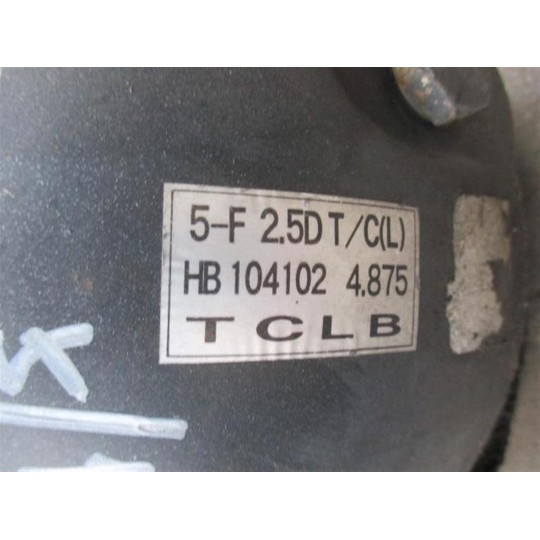 5-F 2.5D T/C(L)
HB 104102 4.875
TCLB